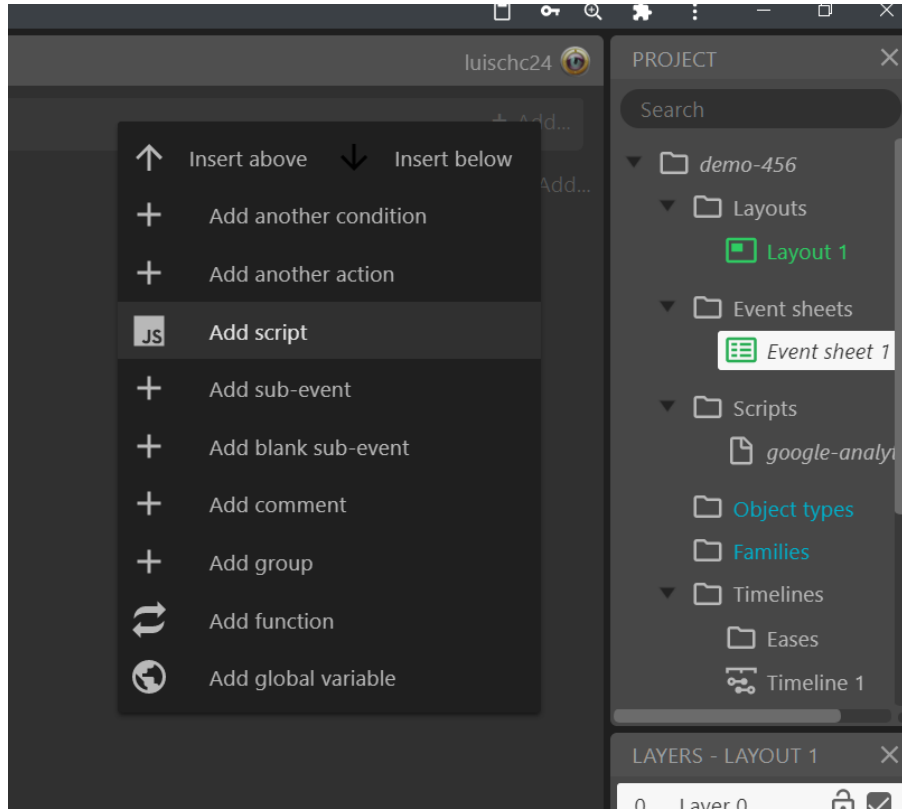 luischc24
PROJECT
Search
+ Add...
Insert above
Insert below
Add...
demo-456
Layouts
Add another condition
Layout 1
Add another action
Event sheets
JS Add script
Event sheet 1
Add sub-event
Scripts
Add blank sub-event
google-analyt
Add comment
Object types
Families
Add group
Timelines
Add function
Eases
Add global variable
Timeline 1
LAYERS - LAYOUT 1
0 Layer 0